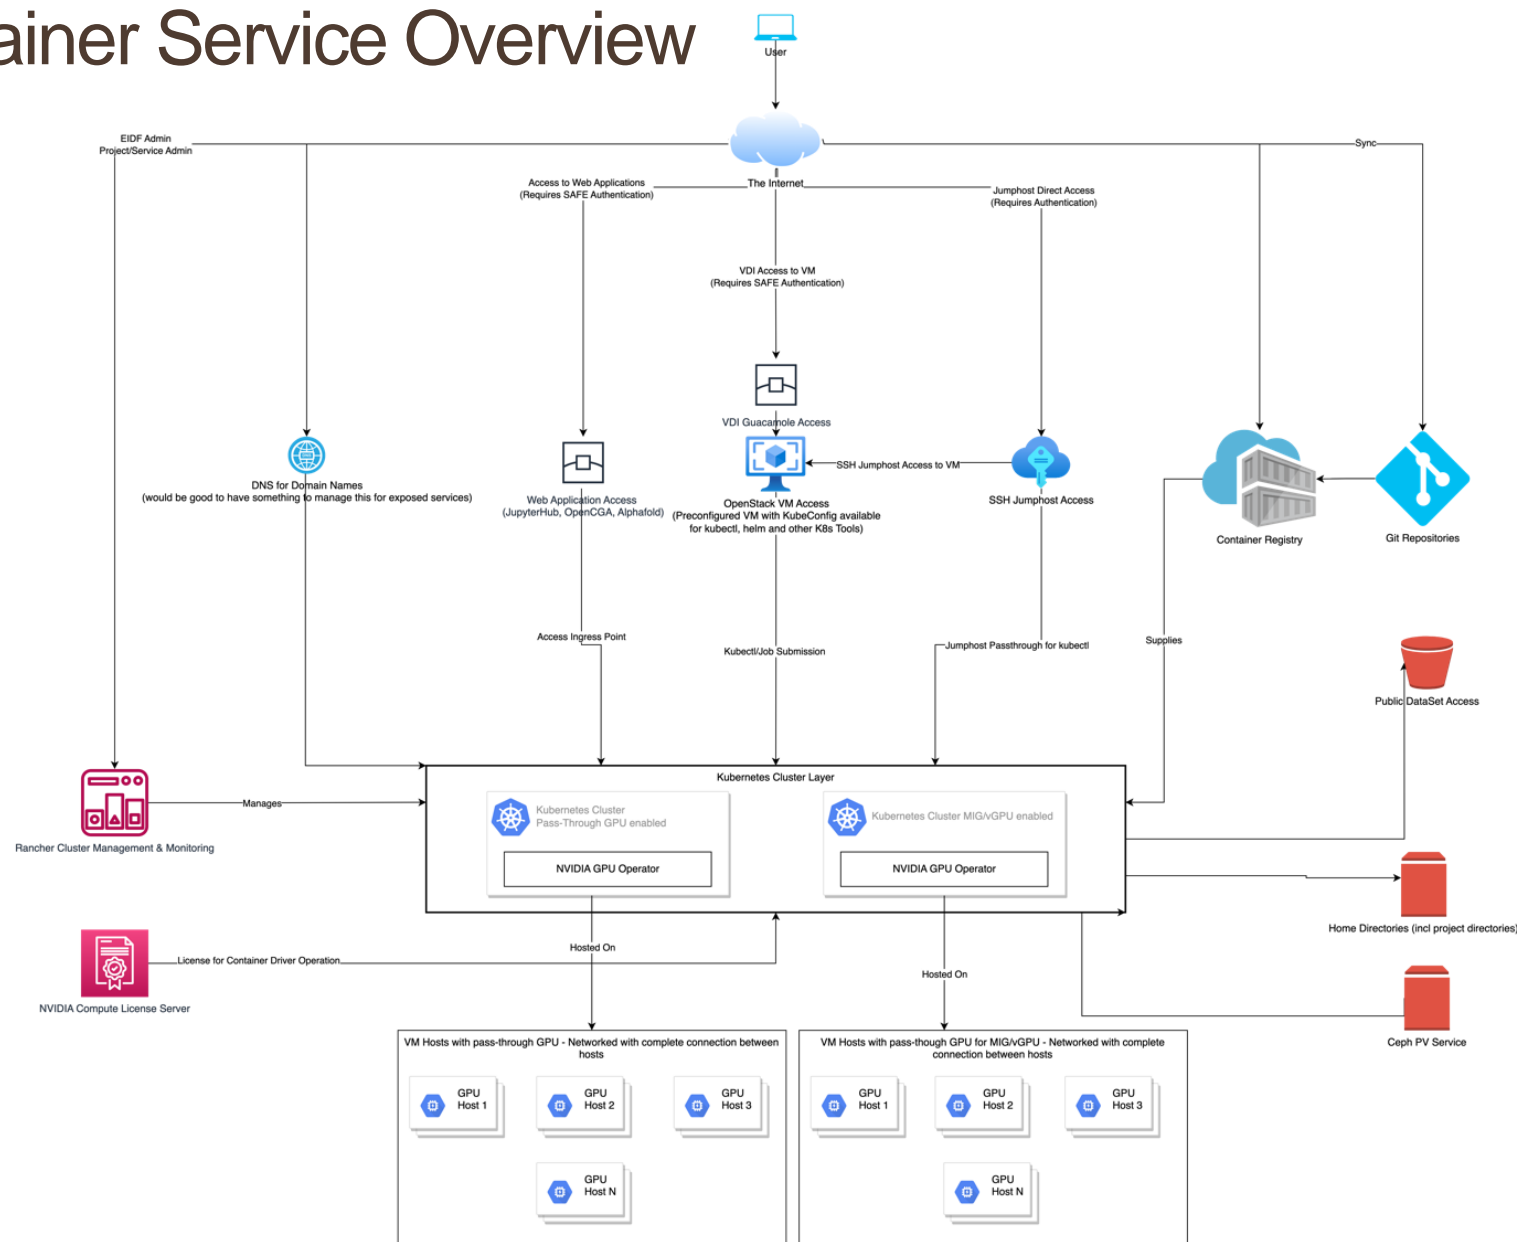 ainer Service Overview
User
EIDF Admin
Project/Service Admin
Sync
The Internet
Access to Web Applications
(Requires SAFE Authentication)
Jumphost Direct Access
(Requires Authentication)
VDI Access to VM
(Requires SAFE Authentication)
VDI Guacamole Access
DNS for Domain Names
(would be good to have something to manage this for exposed services)
Web Application Access
(JupyterHub, OpenCGA, Alphafold)
SSH Jumphost Access to VM
OpenStack VM Access
(Preconfigured VM with KubeConfig available
for kubectl, helm and other K8s Tools)
SSH Jumphost Access
Container Registry
Git Repositories
Access Ingress Point
Kubectl/Job Submission
Jumphost Passthrough for kubectl
Supplies
Public DataSet Access
Kubernetes Cluster Layer
Manages
Kubernetes Cluster
Pass-Through GPU enabled
Kubernetes Cluster MIG/vGPU enabled
Rancher Cluster Management & Monitoring
NVIDIA GPU Operator
NVIDIA GPU Operator
Home Directories (incl project directories)
Hosted On
License for Container Driver Operation
Hosted On
NVIDIA Compute License Server
Ceph PV Service
VM Hosts with pass-through GPU - Networked with complete connection between
hosts
VM Hosts with pass-though GPU for MIG/vGPU - Networked with complete
connection between hosts
GPU
Host 1
GPU
Host 2
GPU
Host 3
GPU
Host 1
GPU
Host 2
GPU
Host 3
GPU
Host N
GPU
Host N